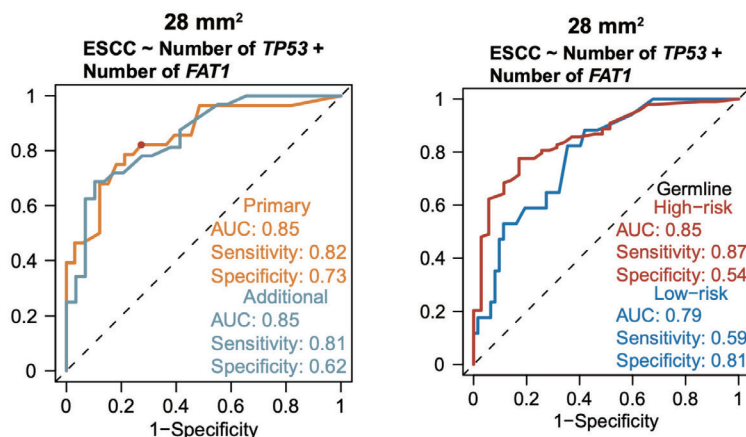 28 mm²
ESCC ~ Number of TP53 +
Number of FAT1
1
0.8
0.6
0.4
0.2
0
Primary
AUC: 0.85
Sensitivity: 0.82
Specificity: 0.73
Additional
AUC: 0.85
Sensitivity: 0.81
Specificity: 0.62
0 0.2 0.4 0.6 0.8 1
1−Specificity
28 mm²
ESCC ~ Number of TP53 +
Number of FAT1
1
0.8
0.6
0.4
0.2
0
Germline
High-risk
AUC: 0.85
Sensitivity: 0.87
Specificity: 0.54
Low-risk
AUC: 0.79
Sensitivity: 0.59
Specificity: 0.81
0 0.2 0.4 0.6 0.8 1
1−Specificity